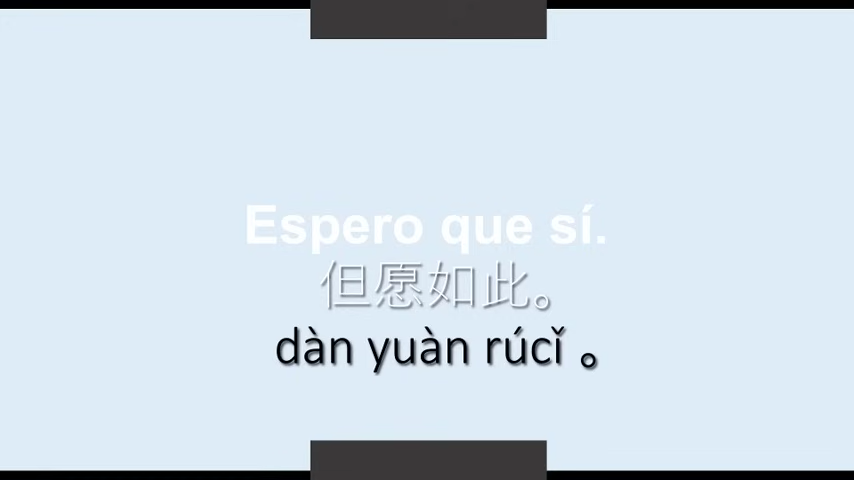 Espero que sí.
但愿如此。
dàn yuàn rúcǐ 。